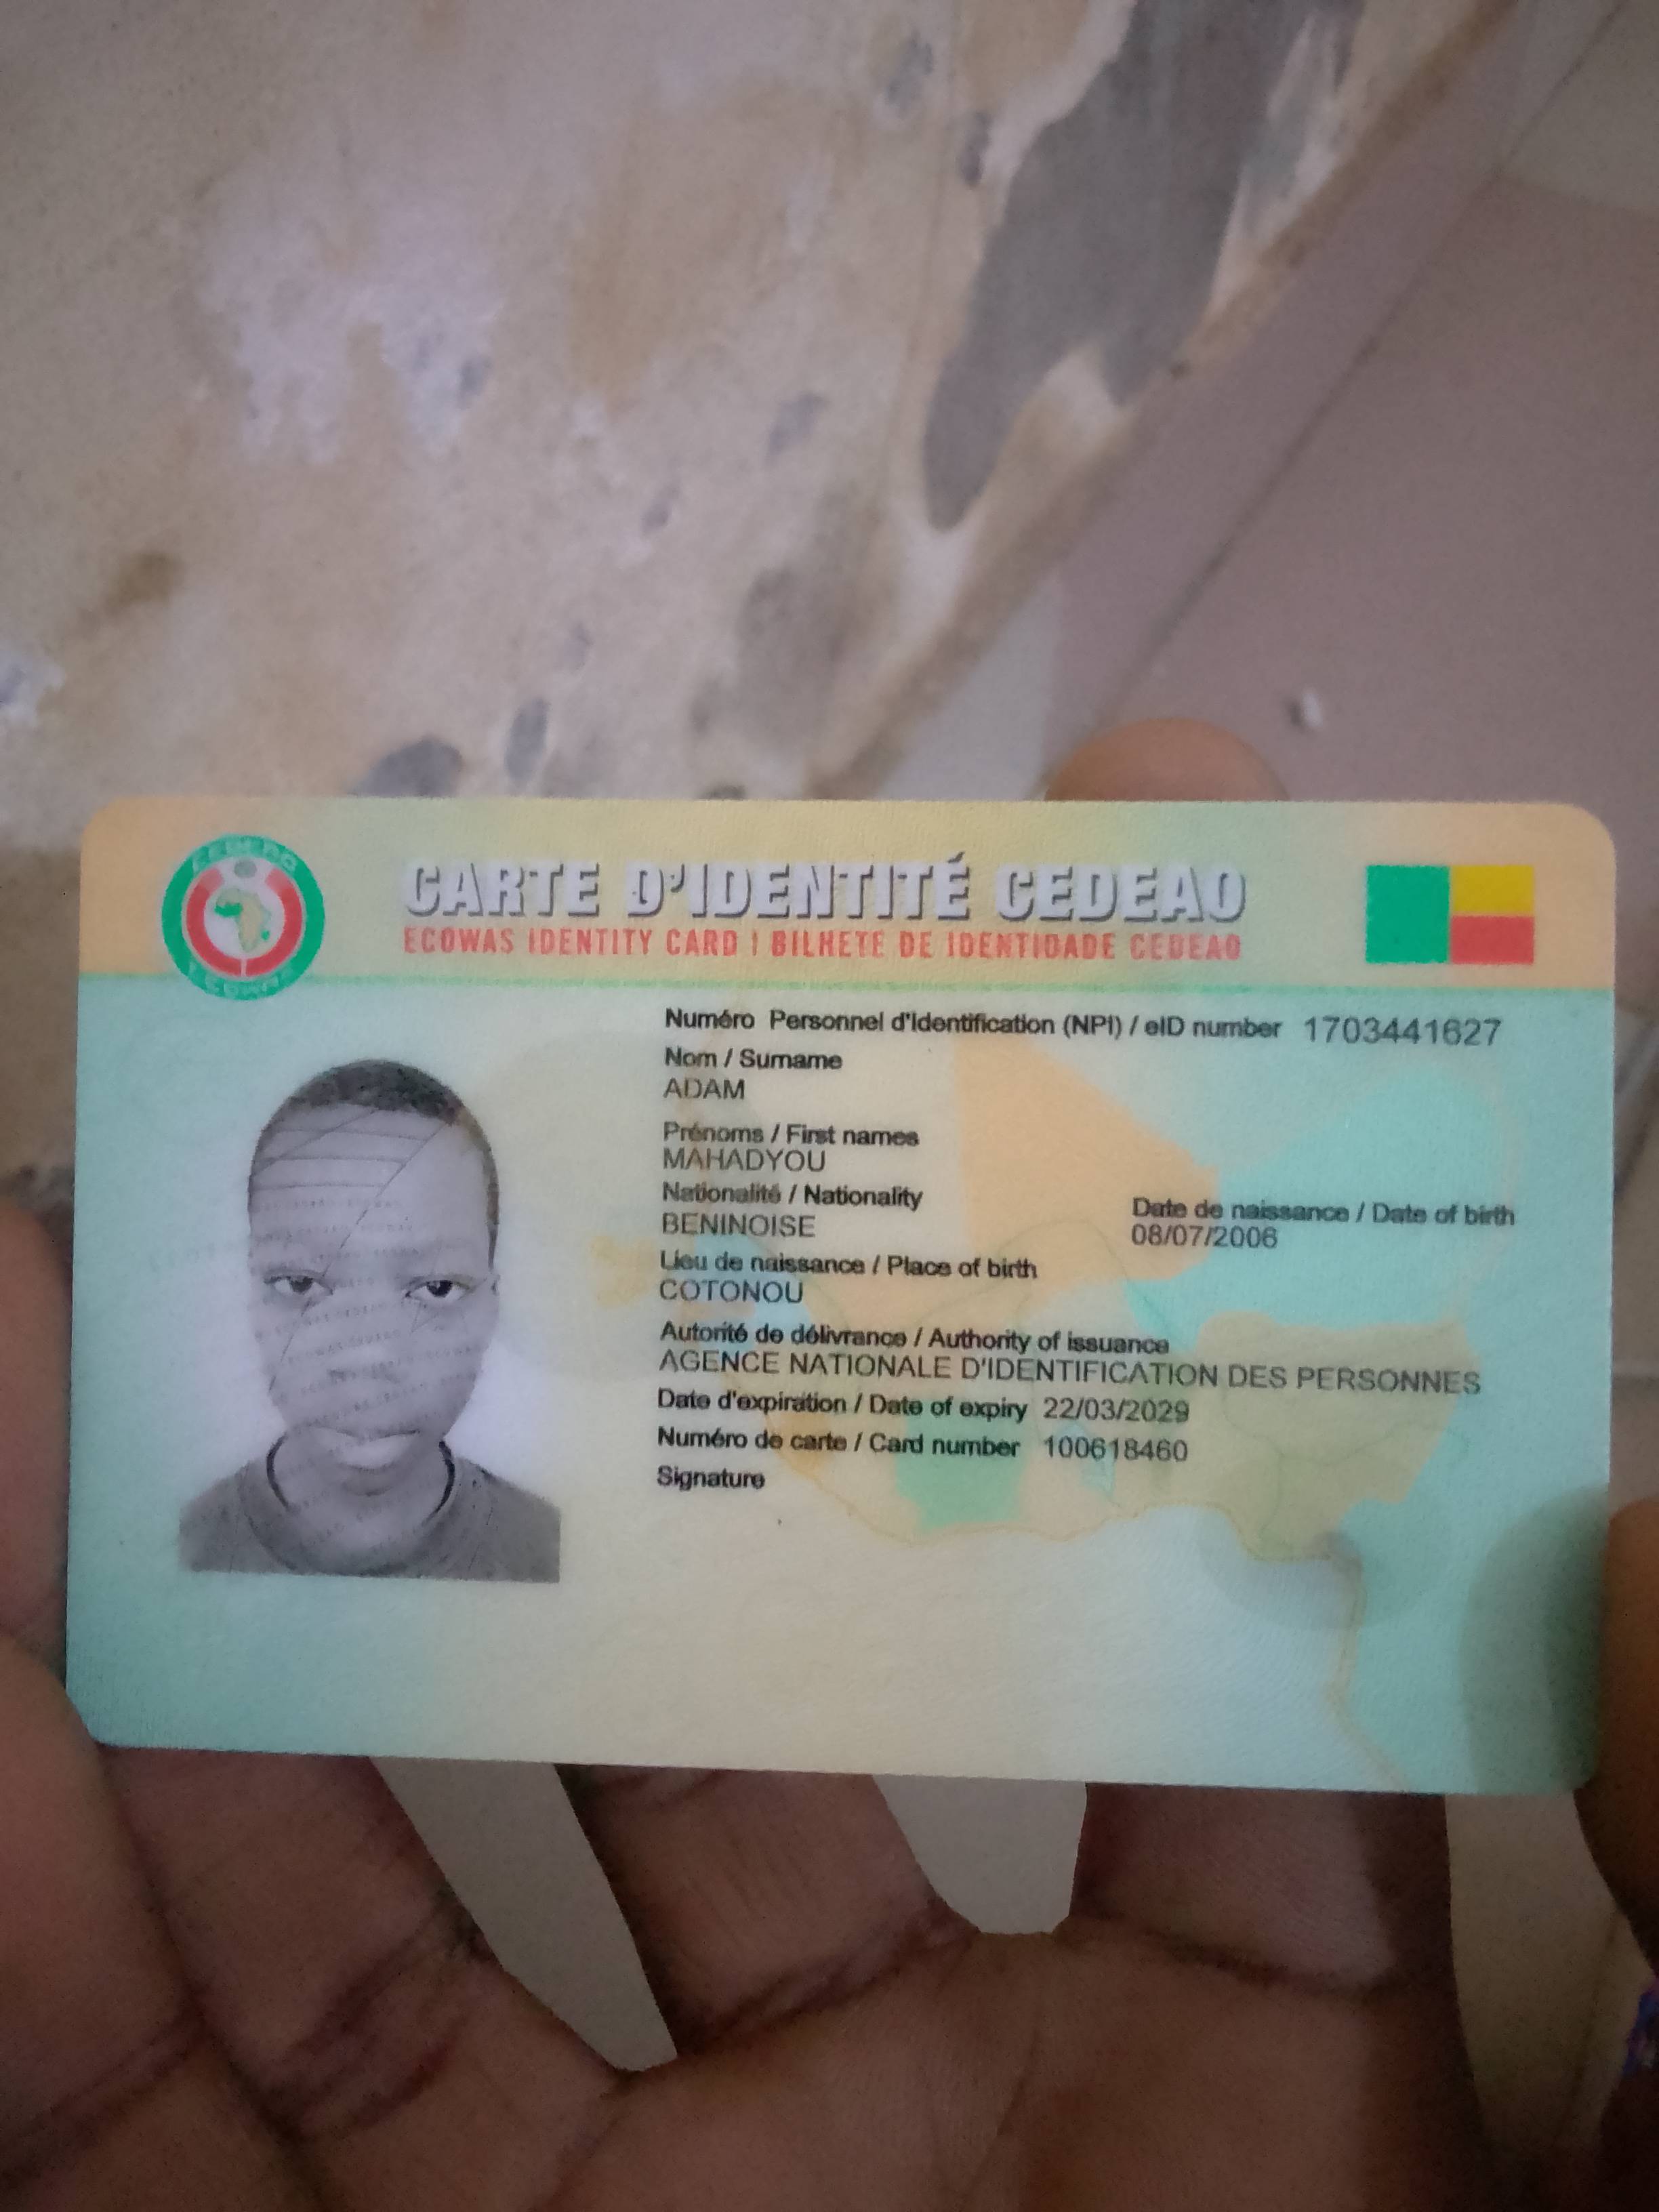 CEDEAO
ECOWAS
CARTE D'IDENTITÉ CEDEAO
ECOWAS IDENTITY CARD | BILHETE DE IDENTIDADE CEDEAO
Numéro Personnel d'Identification (NPI) / eID number 1703441627
Nom / Surname
ADAM
Prénoms / First names
MAHADYOU
Nationalité / Nationality
BENINOISE
Date de naissance / Date of birth
08/07/2006
Lieu de naissance / Place of birth
COTONOU
Autorité de délivrance / Authority of issuance
AGENCE NATIONALE D'IDENTIFICATION DES PERSONNES
Date d'expiration / Date of expiry 22/03/2029
Numéro de carte / Card number 100618460
Signature